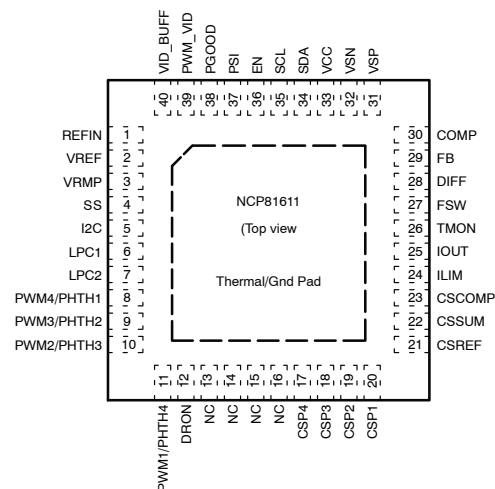 VID_BUFF
PWM_VID
PGOOD
PSI
EN
SCL
SDA
VCC
VSN
VSP
40
39
38
37
36
35
34
33
32
31
REFIN 1
VREF 2
VRMP 3
SS 4
I2C 5
LPC1 6
LPC2 7
PWM4/PHTH1 8
PWM3/PHTH2 9
PWM2/PHTH3 10
NCP81611
(Top view
Thermal/Gnd Pad
30 COMP
29 FB
28 DIFF
27 FSW
26 TMON
25 IOUT
24 ILIM
23 CSCOMP
22 CSSUM
21 CSREF
11
12
13
14
15
16
17
18
19
20
PWM1/PHTH4
DRON
NC
NC
NC
NC
CSP4
CSP3
CSP2
CSP1